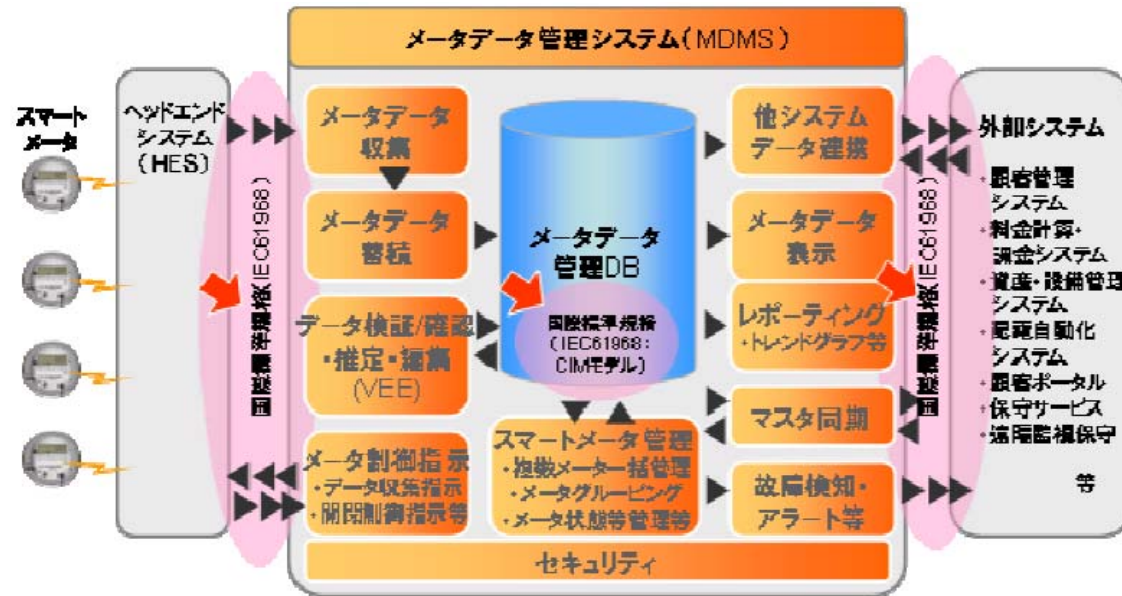 メータデータ管理システム(MDMS)
スマート
メータ
ヘッドエンド
システム
(HES)
国際標準規格(IEC61968)
メータデータ
収集
メータデータ
蓄積
データ検証/確認
・推定・編集
(VEE)
メータ制御指示
・データ収集指示
・開閉制御指示等
メータデータ
管理DB
国際標準規格
(IEC61968:
CIMモデル)
スマートメータ管理
・複数メーター括管理
・メータグルーピング
・メータ状態等管理等
他システム
データ連携
メータデータ
表示
レポーティング
・トレンドグラフ等
マスタ同期
故障検知・
アラート等
セキュリティ
国際標準規格(IEC61968)
外部システム
・顧客管理
システム
・料金計算・
課金システム
・資産・設備管理
システム
・配電自動化
システム
・顧客ポータル
・保守サービス
・遠隔監視保守
等